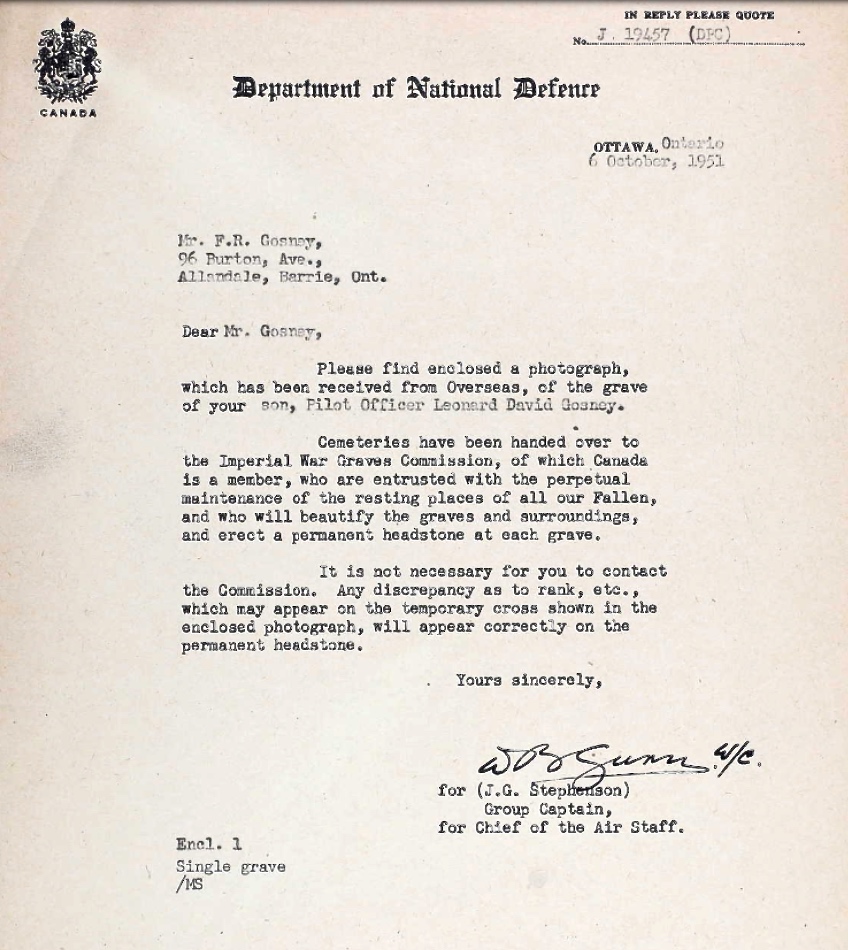 IN REPLY PLEASE QUOTE
No. J. 19457 (DPC)
CANADA
Department of National Defence
OTTAWA, Ontario
6 October, 1951
Mr. F.R. Gosney,
96 Burton, Ave.,
Allandale, Barrie, Ont.
Dear Mr. Gosney,
Please find enclosed a photograph,
which has been received from Overseas, of the grave
of your son, Pilot Officer Leonard David Gosney.
Cemeteries have been handed over to
the Imperial War Graves Commission, of which Canada
is a member, who are entrusted with the perpetual
maintenance of the resting places of all our Fallen,
and who will beautify the graves and surroundings,
and erect a permanent headstone at each grave.
It is not necessary for you to contact
the Commission. Any discrepancy as to rank, etc.,
which may appear on the temporary cross shown in the
enclosed photograph, will appear correctly on the
permanent headstone.
Yours sincerely,
W B Gunn W/C.
for (J.G. Stephenson)
Group Captain,
for Chief of the Air Staff.
Encl. 1
Single grave
/MS